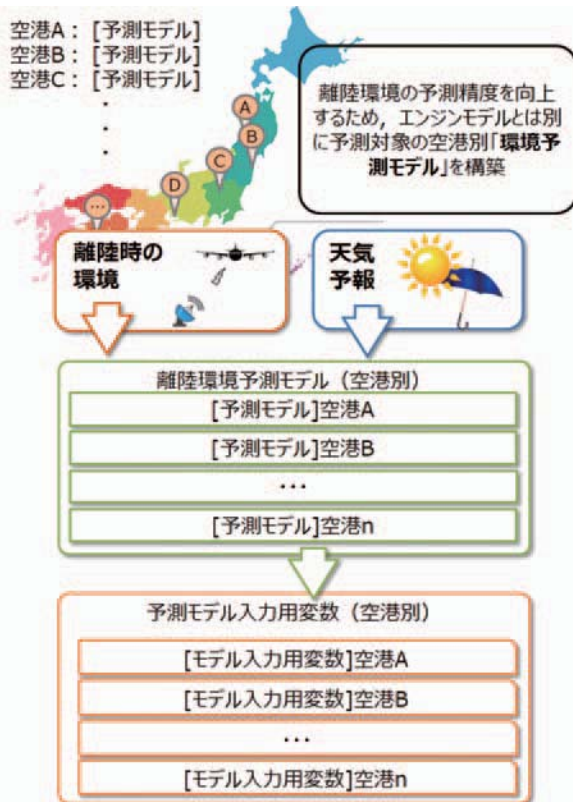 空港A： [予測モデル]
空港B： [予測モデル]
空港C： [予測モデル]
・
・
・
A
B
C
D
…
離陸環境の予測精度を向上
するため，エンジンモデルとは別
に予測対象の空港別「環境予
測モデル」を構築
離陸時の
環境
天気
予報
離陸環境予測モデル（空港別）
[予測モデル]空港A
[予測モデル]空港B
・・・
[予測モデル]空港n
予測モデル入力用変数（空港別）
[モデル入力用変数]空港A
[モデル入力用変数]空港B
・・・
[モデル入力用変数]空港n